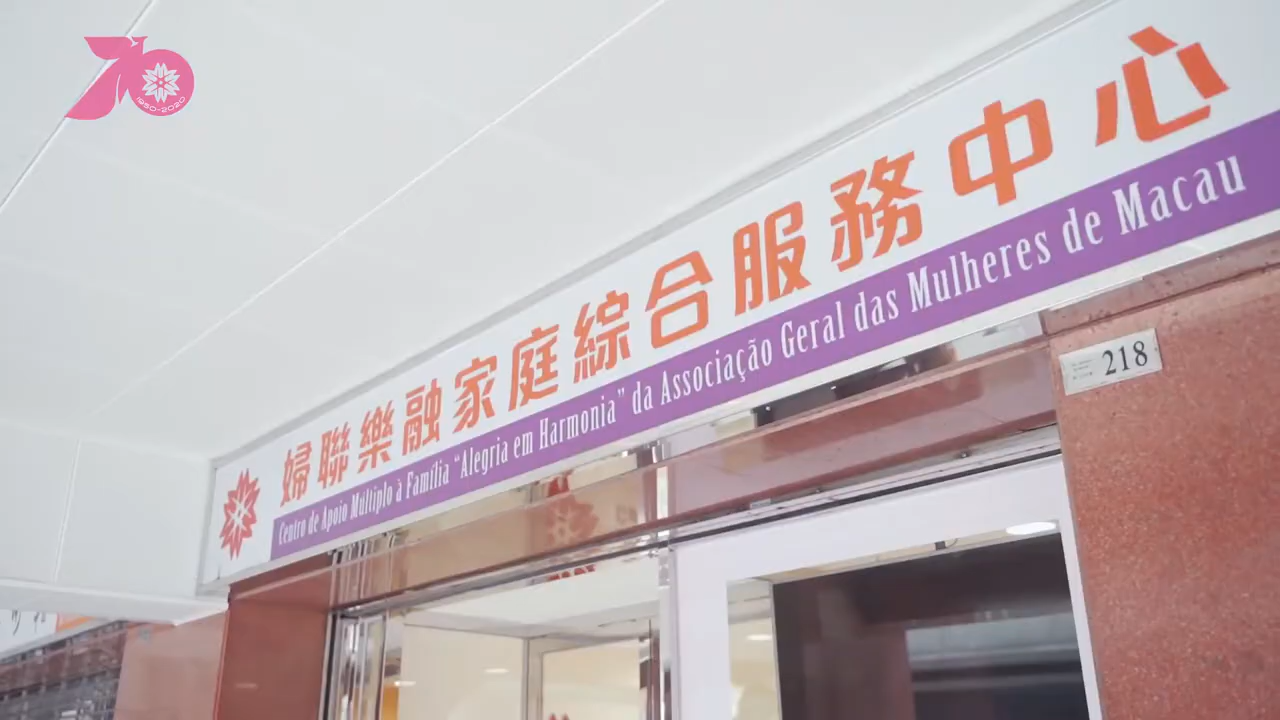 70
1950-2020
婦聯樂融家庭綜合服務中心
Centro de Apoio Múltiplo à Família “Alegria em Harmonia” da Associação Geral das Mulheres de Macau
218